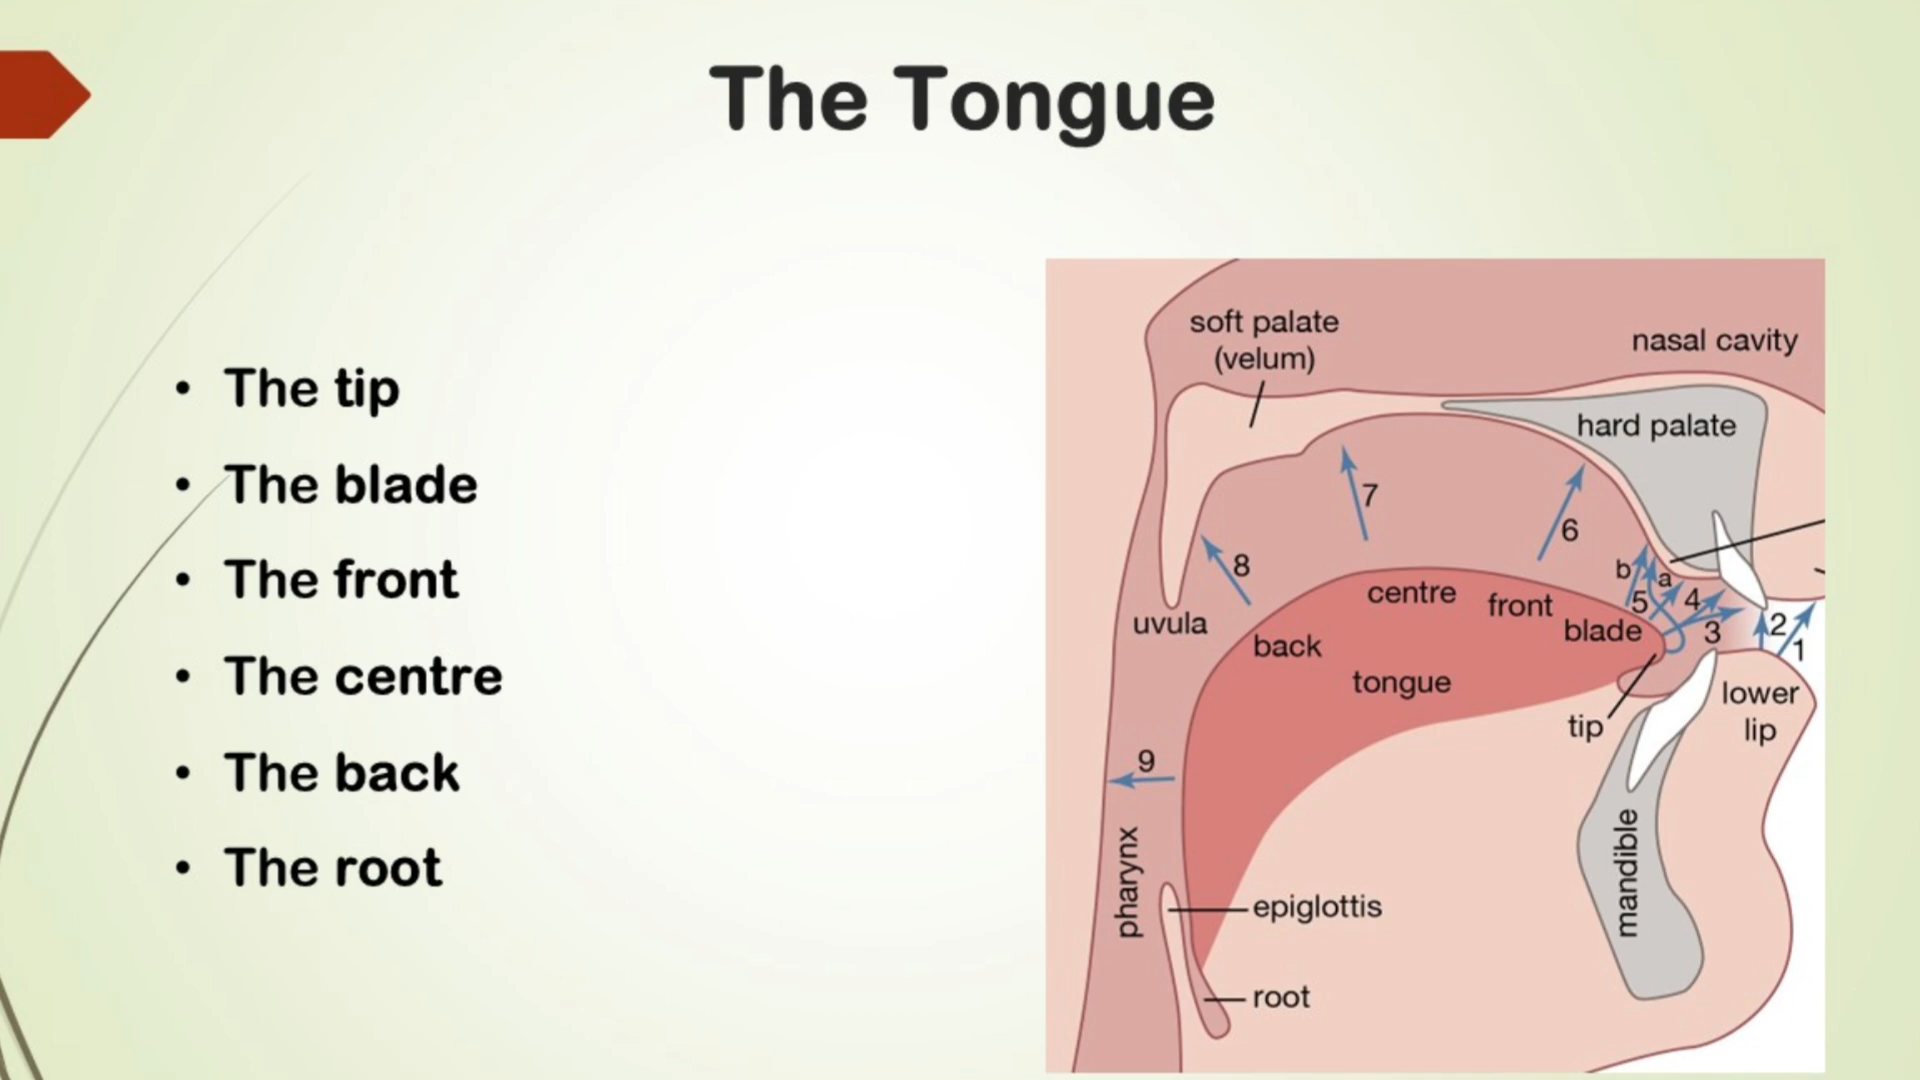 The Tongue
• The tip
• The blade
• The front
• The centre
• The back
• The root
soft palate
(velum)
nasal cavity
hard palate
7
6
8
b
a
5
4
3
2
1
uvula
centre
front
blade
back
tongue
tip
lower
lip
9
pharynx
mandible
epiglottis
root